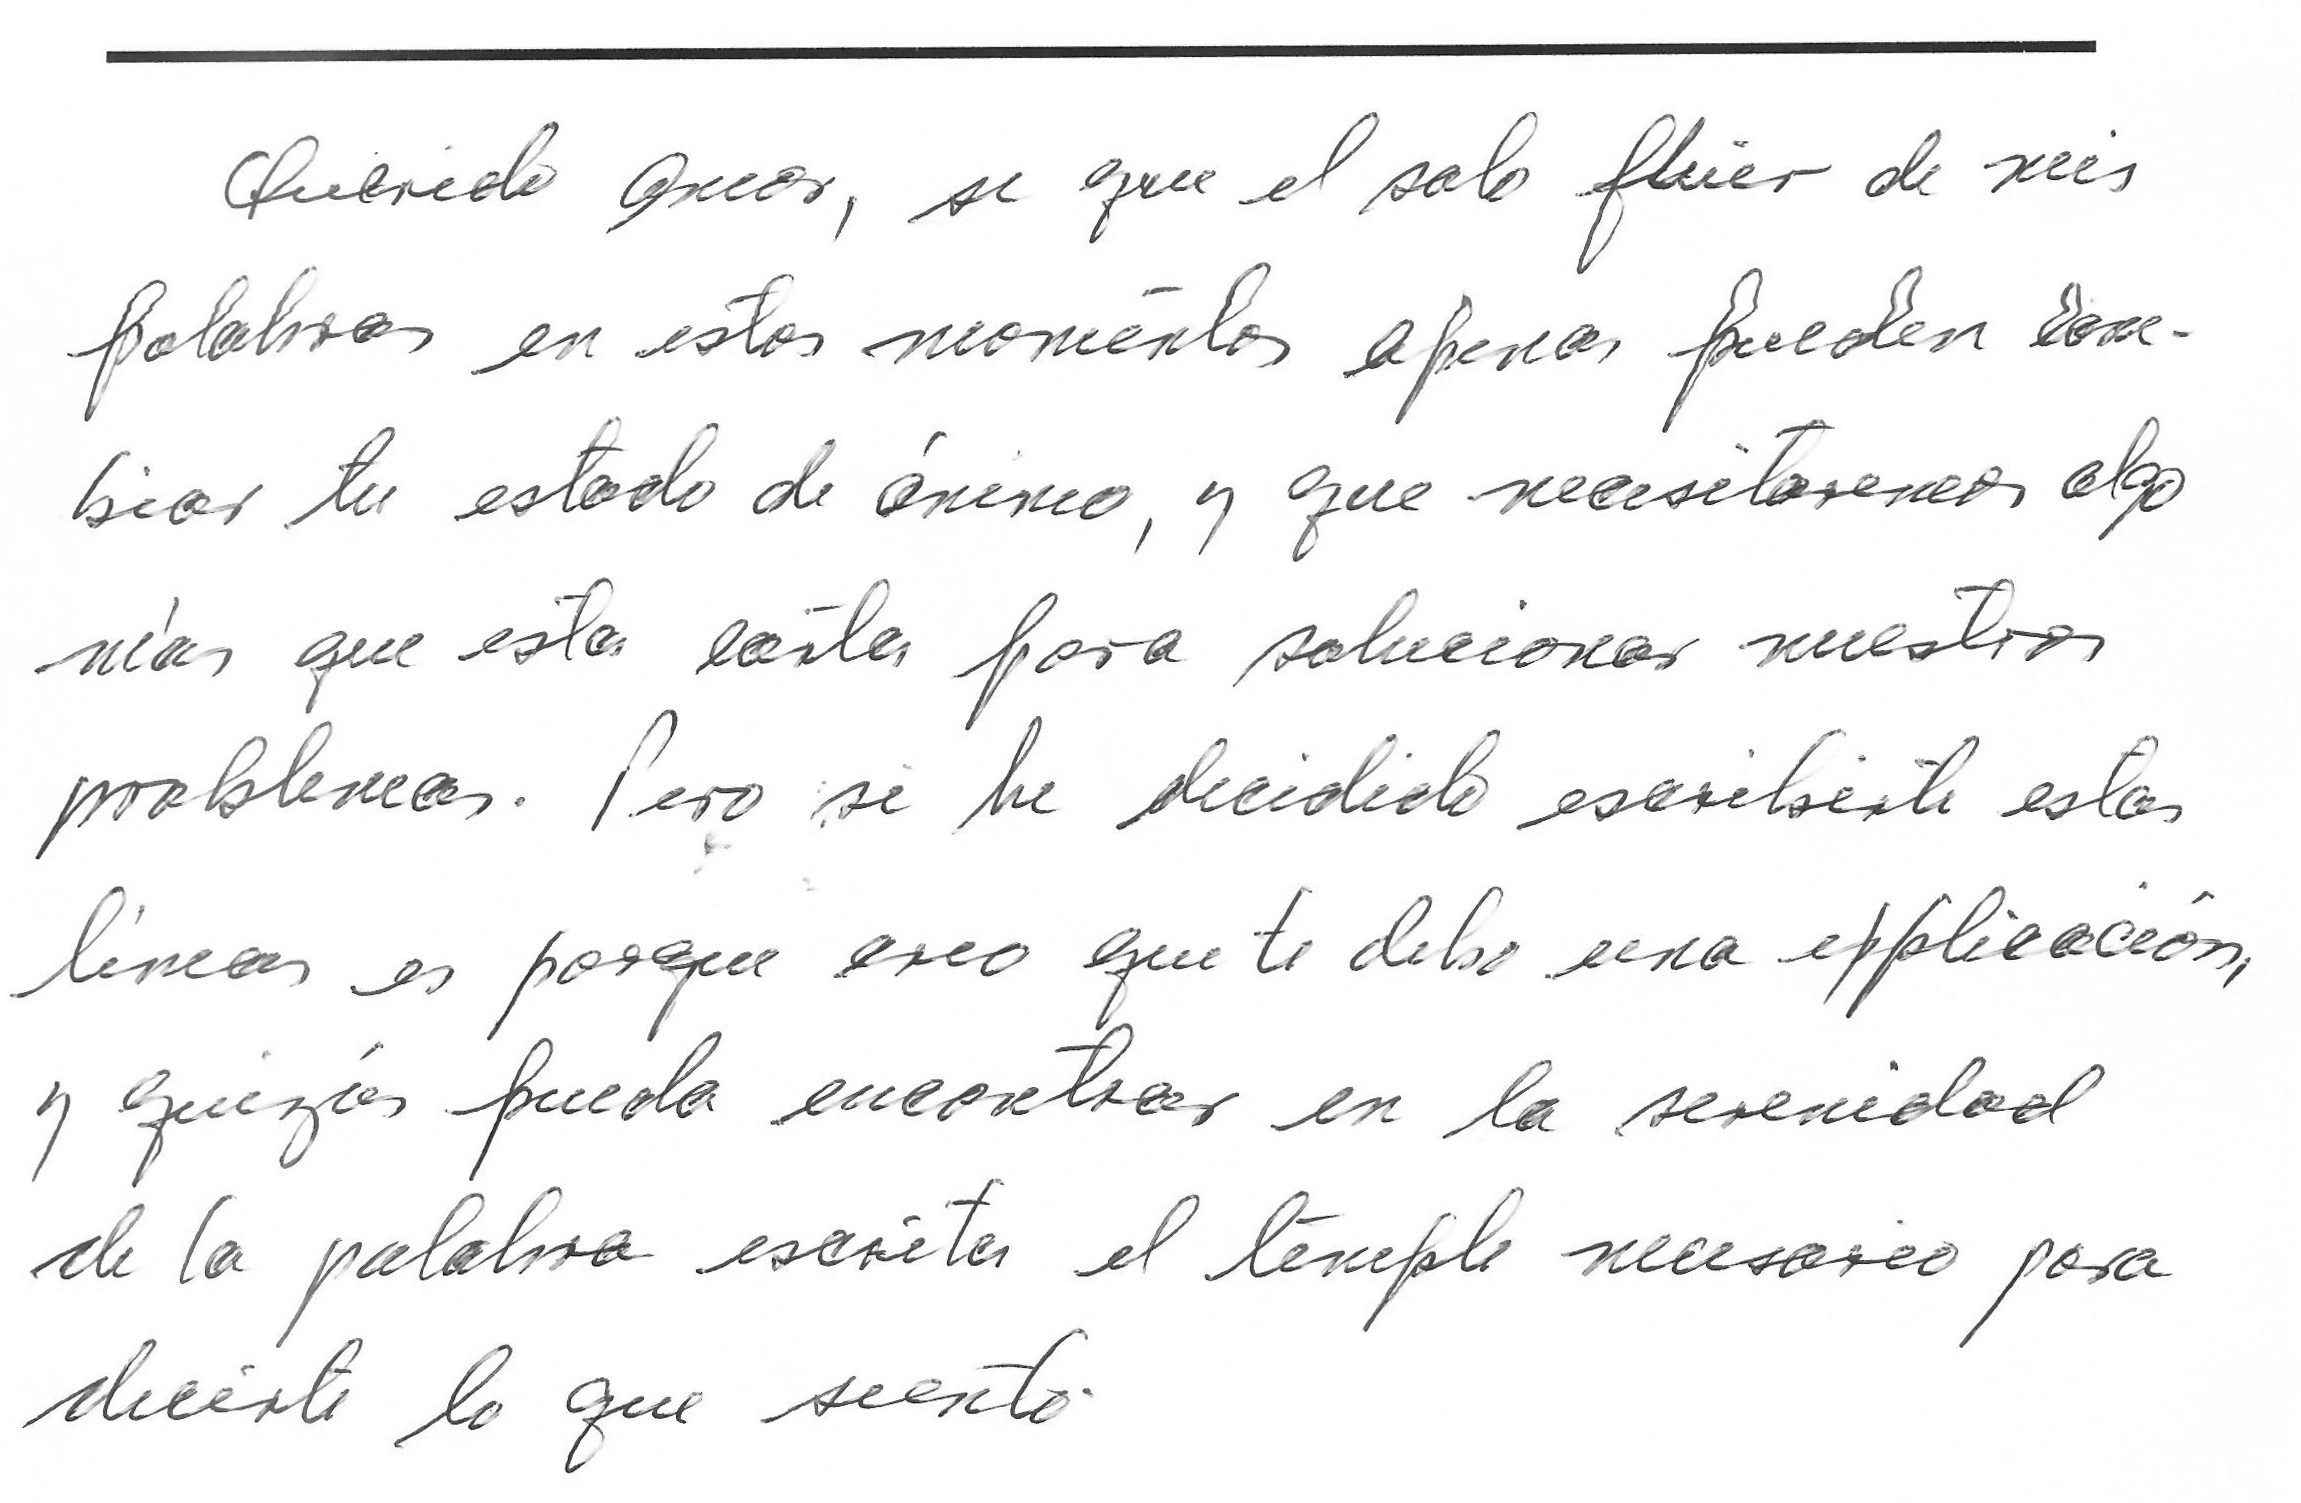 Querido Amor, se que el solo fluir de mis
palabras en estos momentos apenas pueden cam-
biar tu estado de ánimo, y que necesitaremos algo
más que esta carta para solucionar nuestros
problemas. Pero si he decidido escribirte estas
líneas es porque creo que te debo una explicación,
y quizás pueda encontrar en la serenidad
de la palabra escrita el temple necesario para
decirte lo que siento.